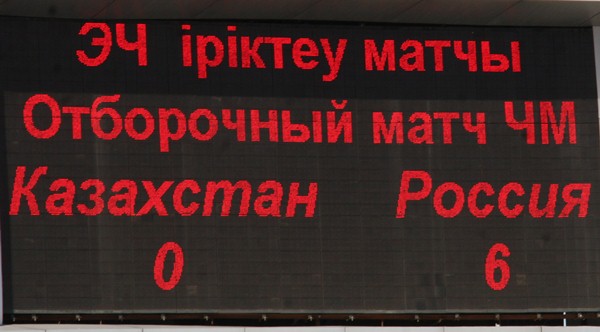 ЭЧ іріктеу матчы
Отборочный матч ЧМ
Казахстан Россия
0 6